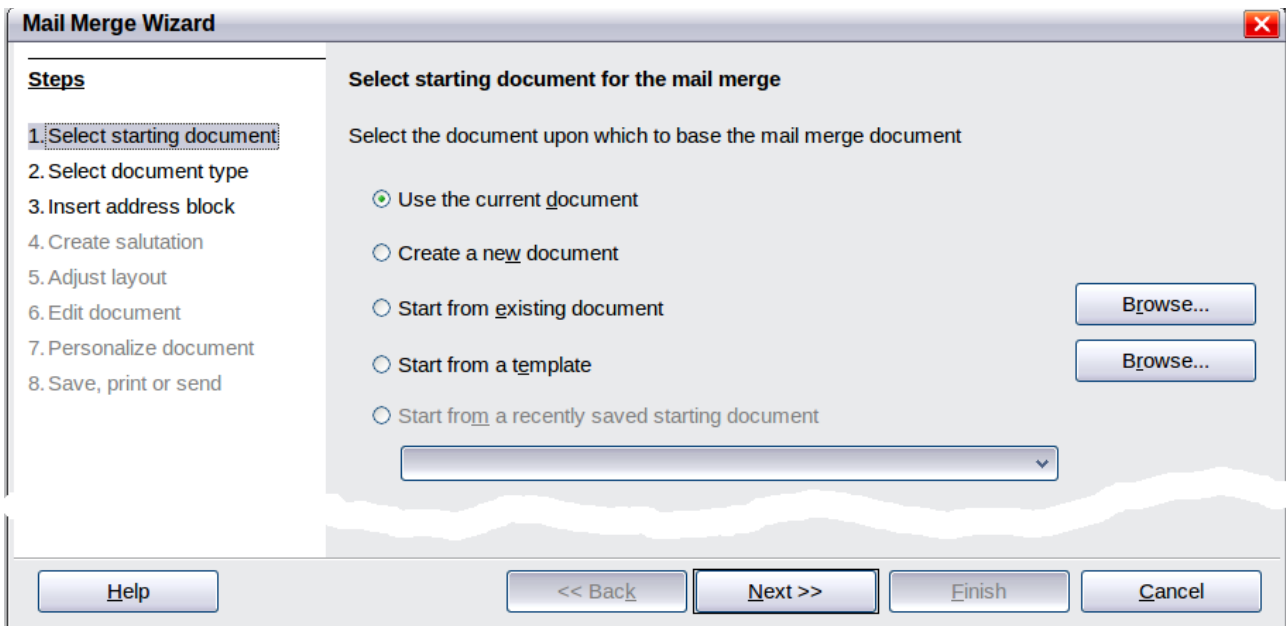 Mail Merge Wizard
Steps
1. Select starting document
2. Select document type
3. Insert address block
4. Create salutation
5. Adjust layout
6. Edit document
7. Personalize document
8. Save, print or send
Select starting document for the mail merge
Select the document upon which to base the mail merge document
Use the current document
Create a new document
Start from existing document
Browse...
Start from a template
Browse...
Start from a recently saved starting document
Help
<< Back
Next >>
Finish
Cancel